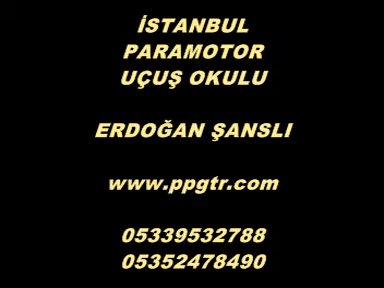 İSTANBUL
PARAMOTOR
UÇUŞ OKULU
ERDOĞAN ŞANSLI
www.ppgtr.com
05339532788
05352478490